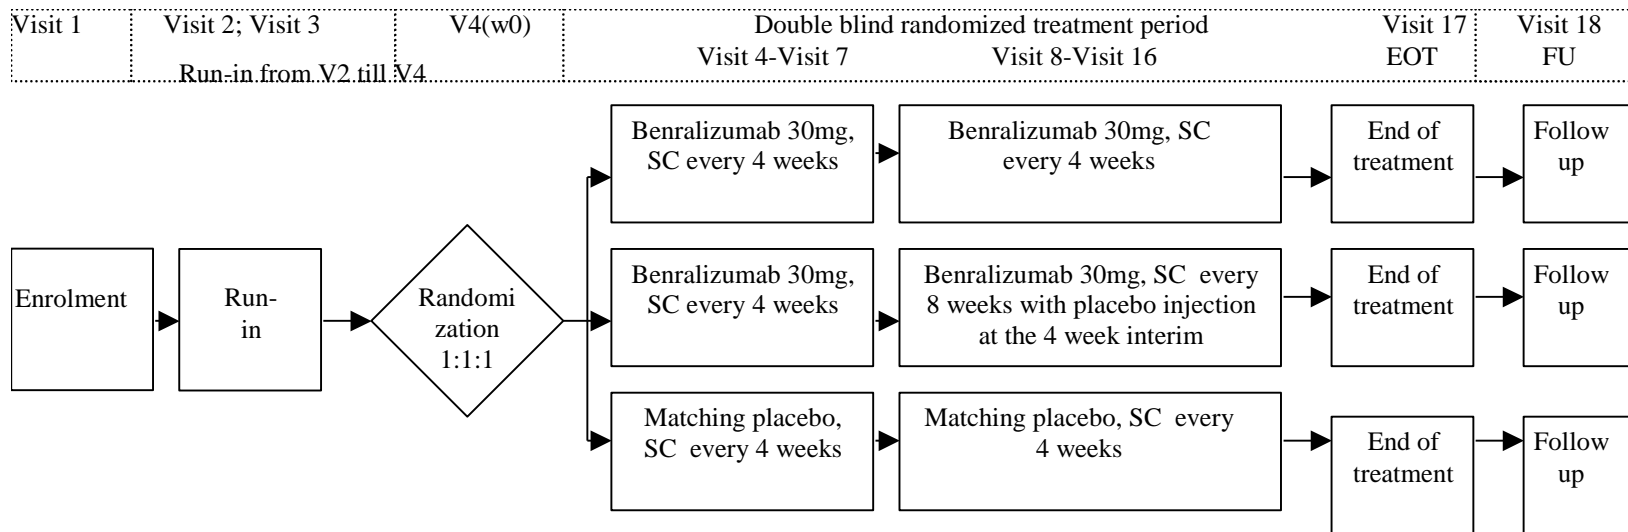 Visit 1
Visit 2; Visit 3
Run-in from V2 till V4
V4(w0)
Double blind randomized treatment period
Visit 4-Visit 7
Visit 8-Visit 16
Visit 17
EOT
Visit 18
FU
Enrolment
Run-
in
Randomi
zation
1:1:1
Benralizumab 30mg,
SC every 4 weeks
Benralizumab 30mg, SC
every 4 weeks
End of
treatment
Follow
up
Benralizumab 30mg,
SC every 4 weeks
Benralizumab 30mg, SC every
8 weeks with placebo injection
at the 4 week interim
End of
treatment
Follow
up
Matching placebo,
SC every 4 weeks
Matching placebo, SC every
4 weeks
End of
treatment
Follow
up